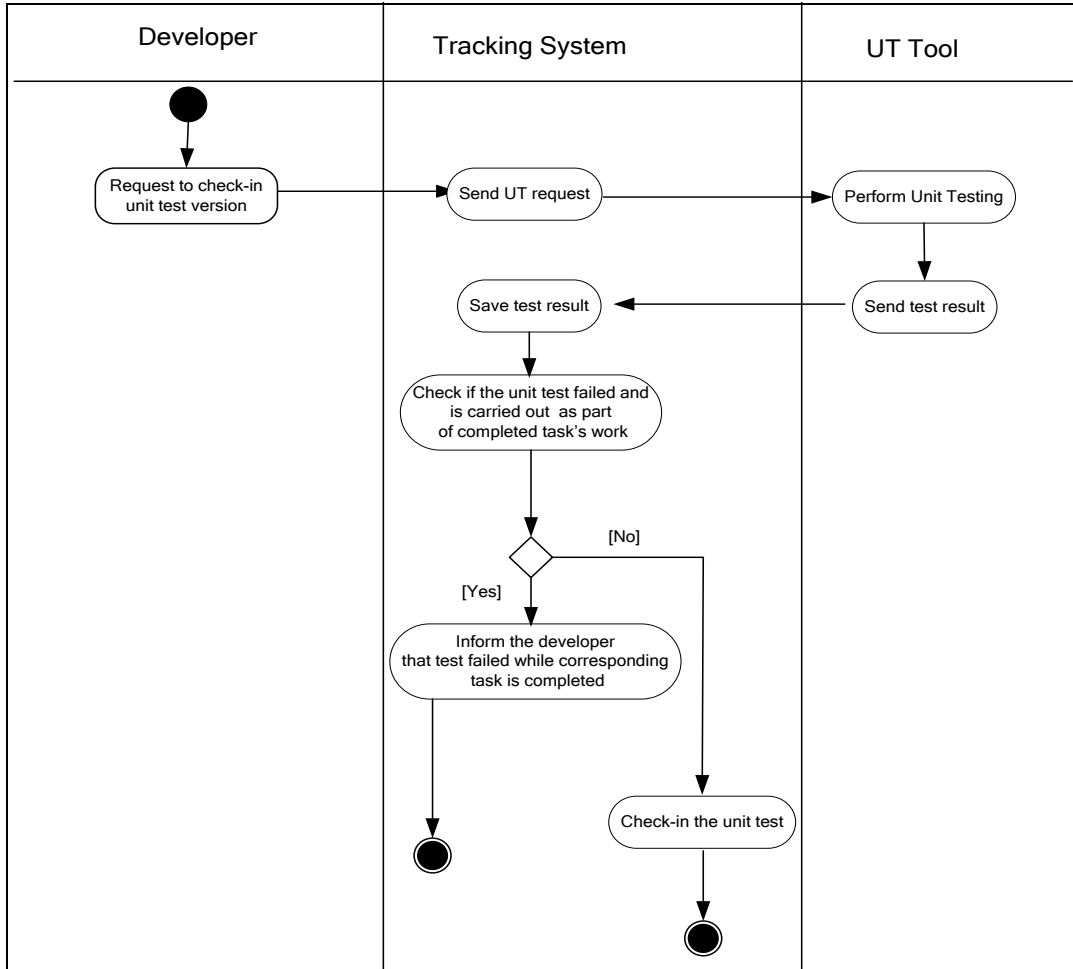 Developer
Tracking System
UT Tool
Request to check-in
unit test version
Send UT request
Perform Unit Testing
Save test result
Send test result
Check if the unit test failed and
is carried out as part
of completed task's work
[No]
[Yes]
Inform the developer
that test failed while corresponding
task is completed
Check-in the unit test